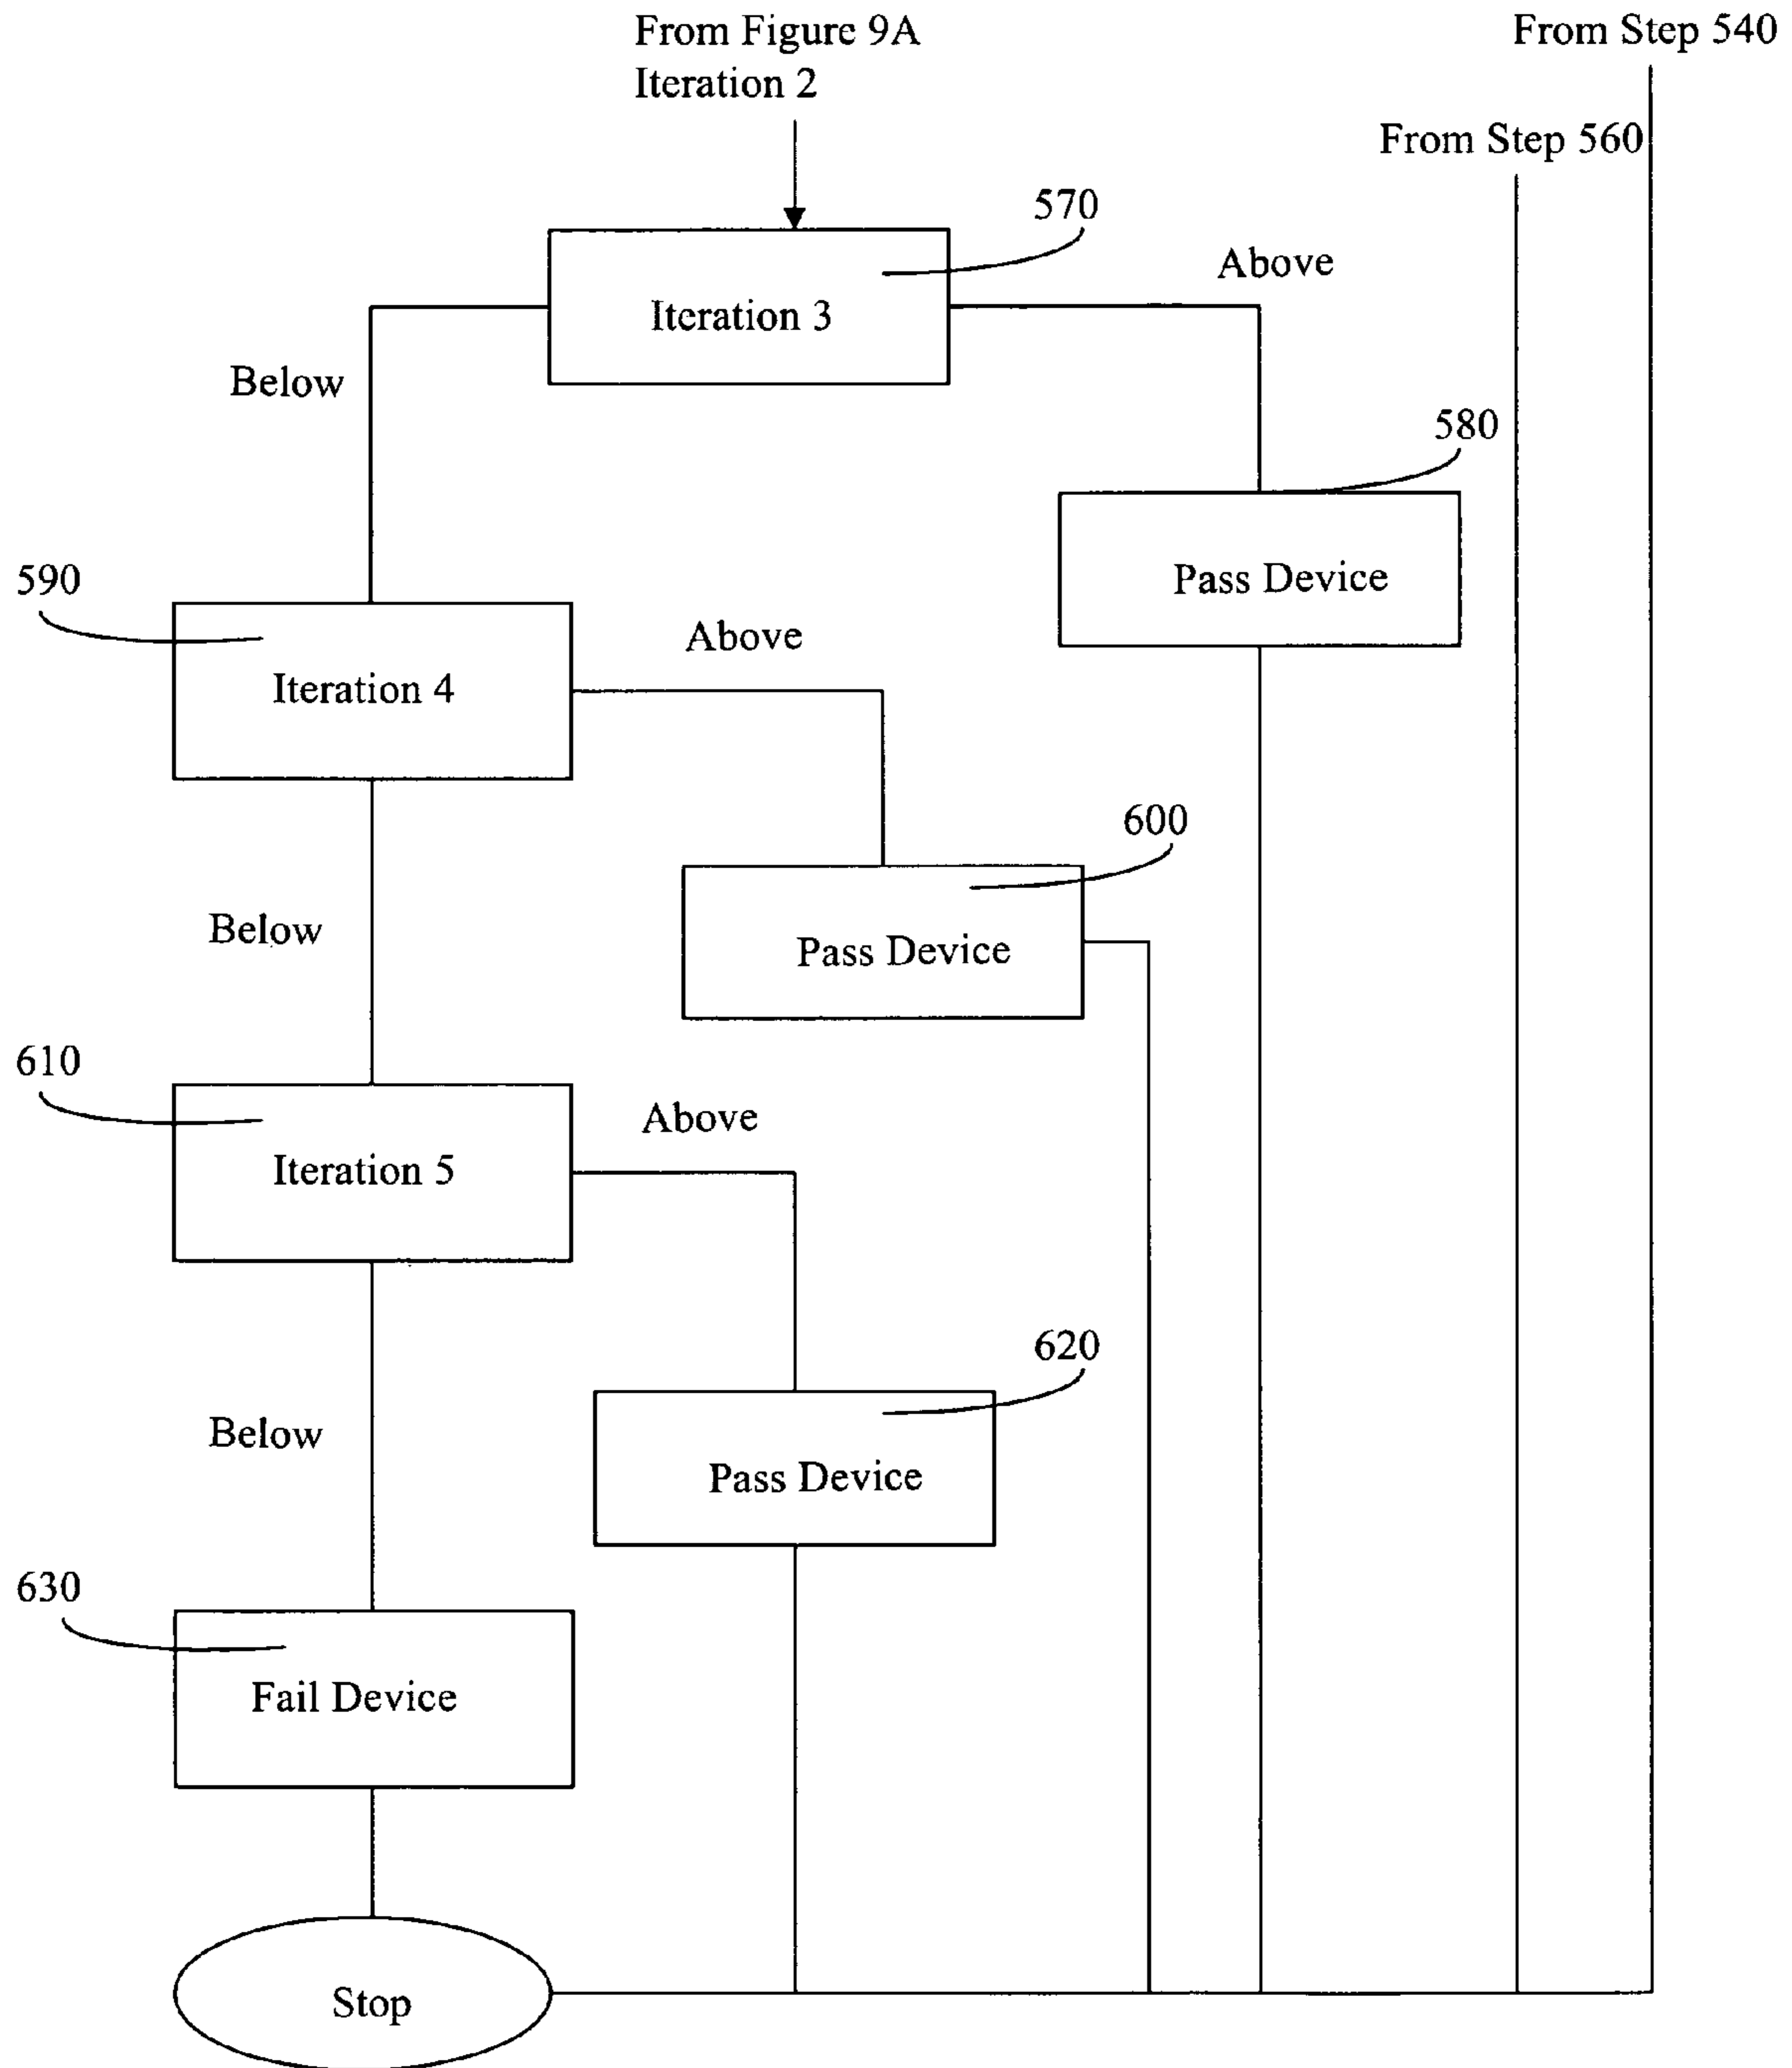 From Figure 9A
Iteration 2
From Step 540
From Step 560
570
Above
Iteration 3
Below
580
Pass Device
590
Above
Iteration 4
600
Below
Pass Device
610
Above
Iteration 5
620
Below
Pass Device
630
Fail Device
Stop